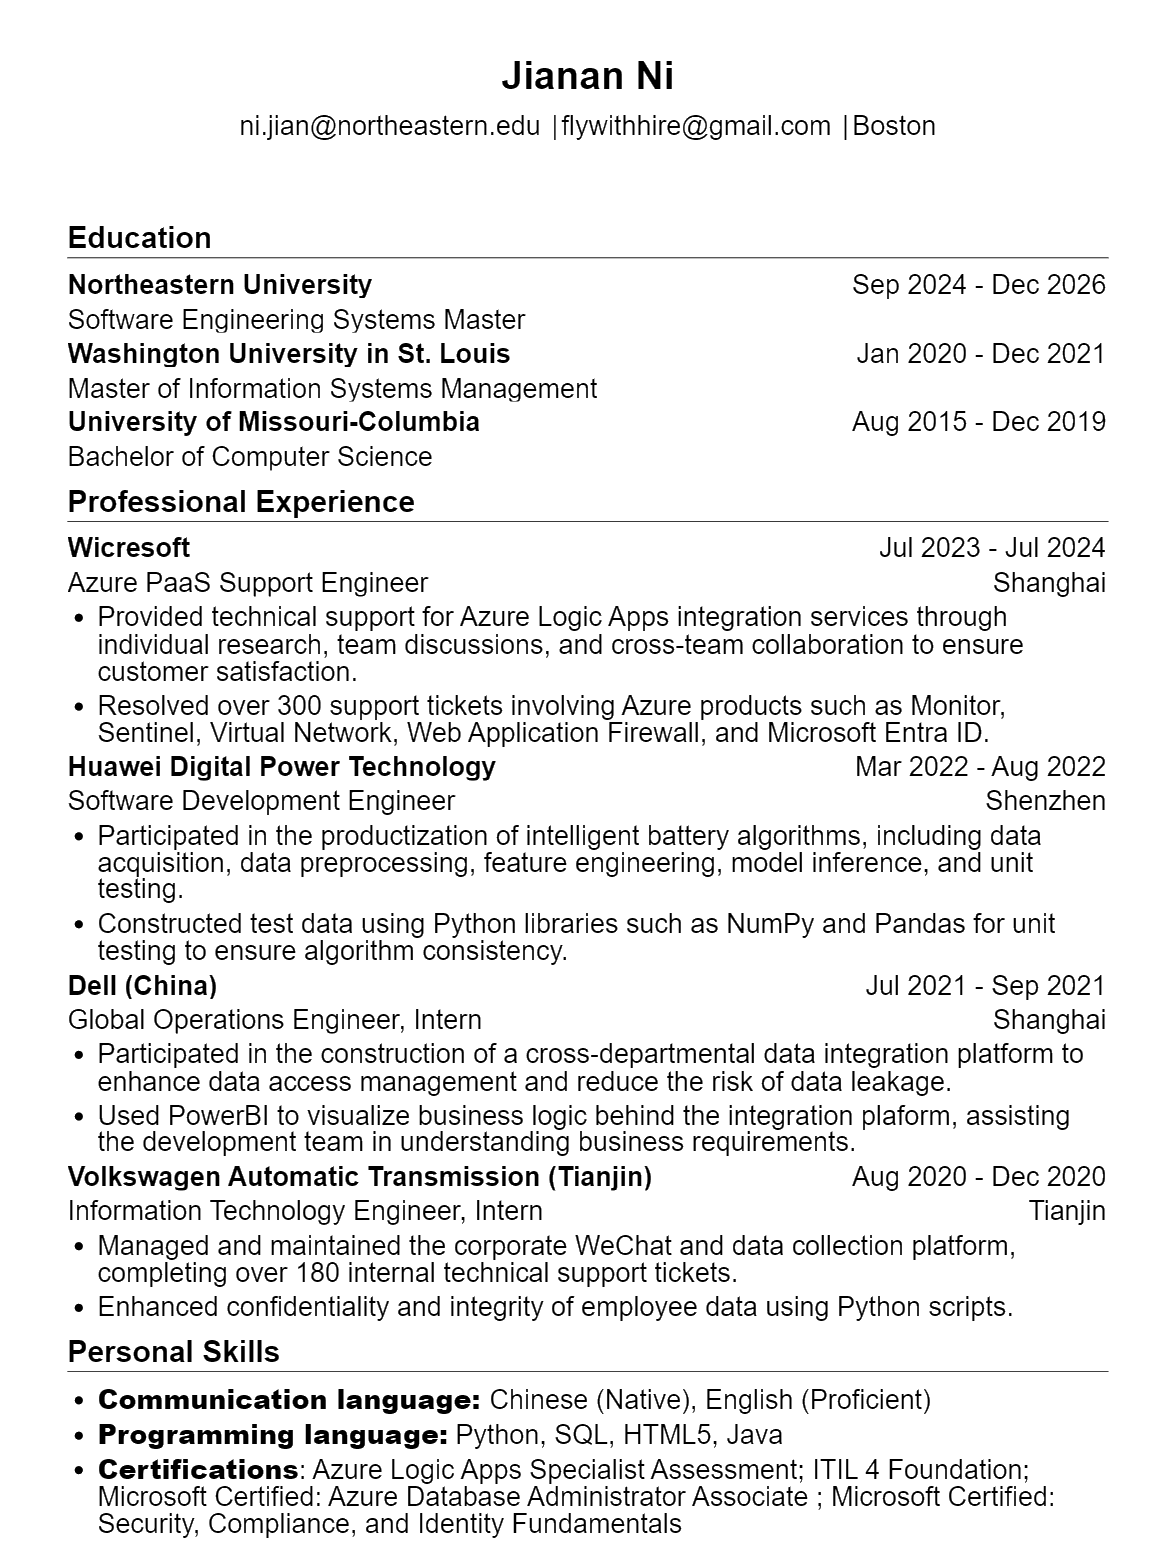 Jianan Ni
ni.jian@northeastern.edu |flywithhire@gmail.com |Boston
Education
Northeastern University Sep 2024 - Dec 2026
Software Engineering Systems Master
Washington University in St. Louis Jan 2020 - Dec 2021
Master of Information Systems Management
University of Missouri-Columbia Aug 2015 - Dec 2019
Bachelor of Computer Science
Professional Experience
Wicresoft Jul 2023 - Jul 2024
Azure PaaS Support Engineer Shanghai
• Provided technical support for Azure Logic Apps integration services through
individual research, team discussions, and cross-team collaboration to ensure
customer satisfaction.
• Resolved over 300 support tickets involving Azure products such as Monitor,
Sentinel, Virtual Network, Web Application Firewall, and Microsoft Entra ID.
Huawei Digital Power Technology Mar 2022 - Aug 2022
Software Development Engineer Shenzhen
• Participated in the productization of intelligent battery algorithms, including data
acquisition, data preprocessing, feature engineering, model inference, and unit
testing.
• Constructed test data using Python libraries such as NumPy and Pandas for unit
testing to ensure algorithm consistency.
Dell (China) Jul 2021 - Sep 2021
Global Operations Engineer, Intern Shanghai
• Participated in the construction of a cross-departmental data integration platform to
enhance data access management and reduce the risk of data leakage.
• Used PowerBI to visualize business logic behind the integration plaform, assisting
the development team in understanding business requirements.
Volkswagen Automatic Transmission (Tianjin) Aug 2020 - Dec 2020
Information Technology Engineer, Intern Tianjin
• Managed and maintained the corporate WeChat and data collection platform,
completing over 180 internal technical support tickets.
• Enhanced confidentiality and integrity of employee data using Python scripts.
Personal Skills
• Communication language: Chinese (Native), English (Proficient)
• Programming language: Python, SQL, HTML5, Java
• Certifications: Azure Logic Apps Specialist Assessment; ITIL 4 Foundation;
Microsoft Certified: Azure Database Administrator Associate ; Microsoft Certified:
Security, Compliance, and Identity Fundamentals